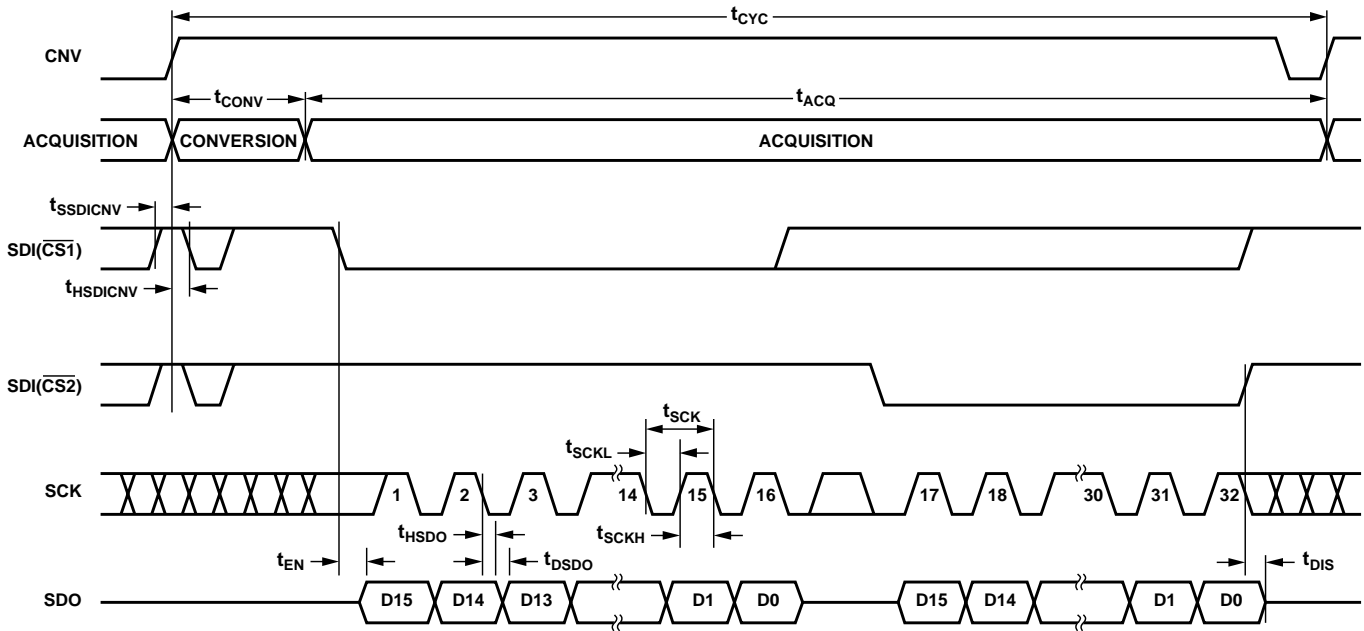 tCYC
CNV
tCONV
tACQ
ACQUISITION CONVERSION ACQUISITION
tSSDICNV
SDI(CS1)
tHSDICNV
SDI(CS2)
tSCK
tSCKL
SCK 1 2 3 14 15 16 17 18 30 31 32
tHSDO tSCKH
tEN tDSDO tDIS
SDO D15 D14 D13 D1 D0 D15 D14 D1 D0